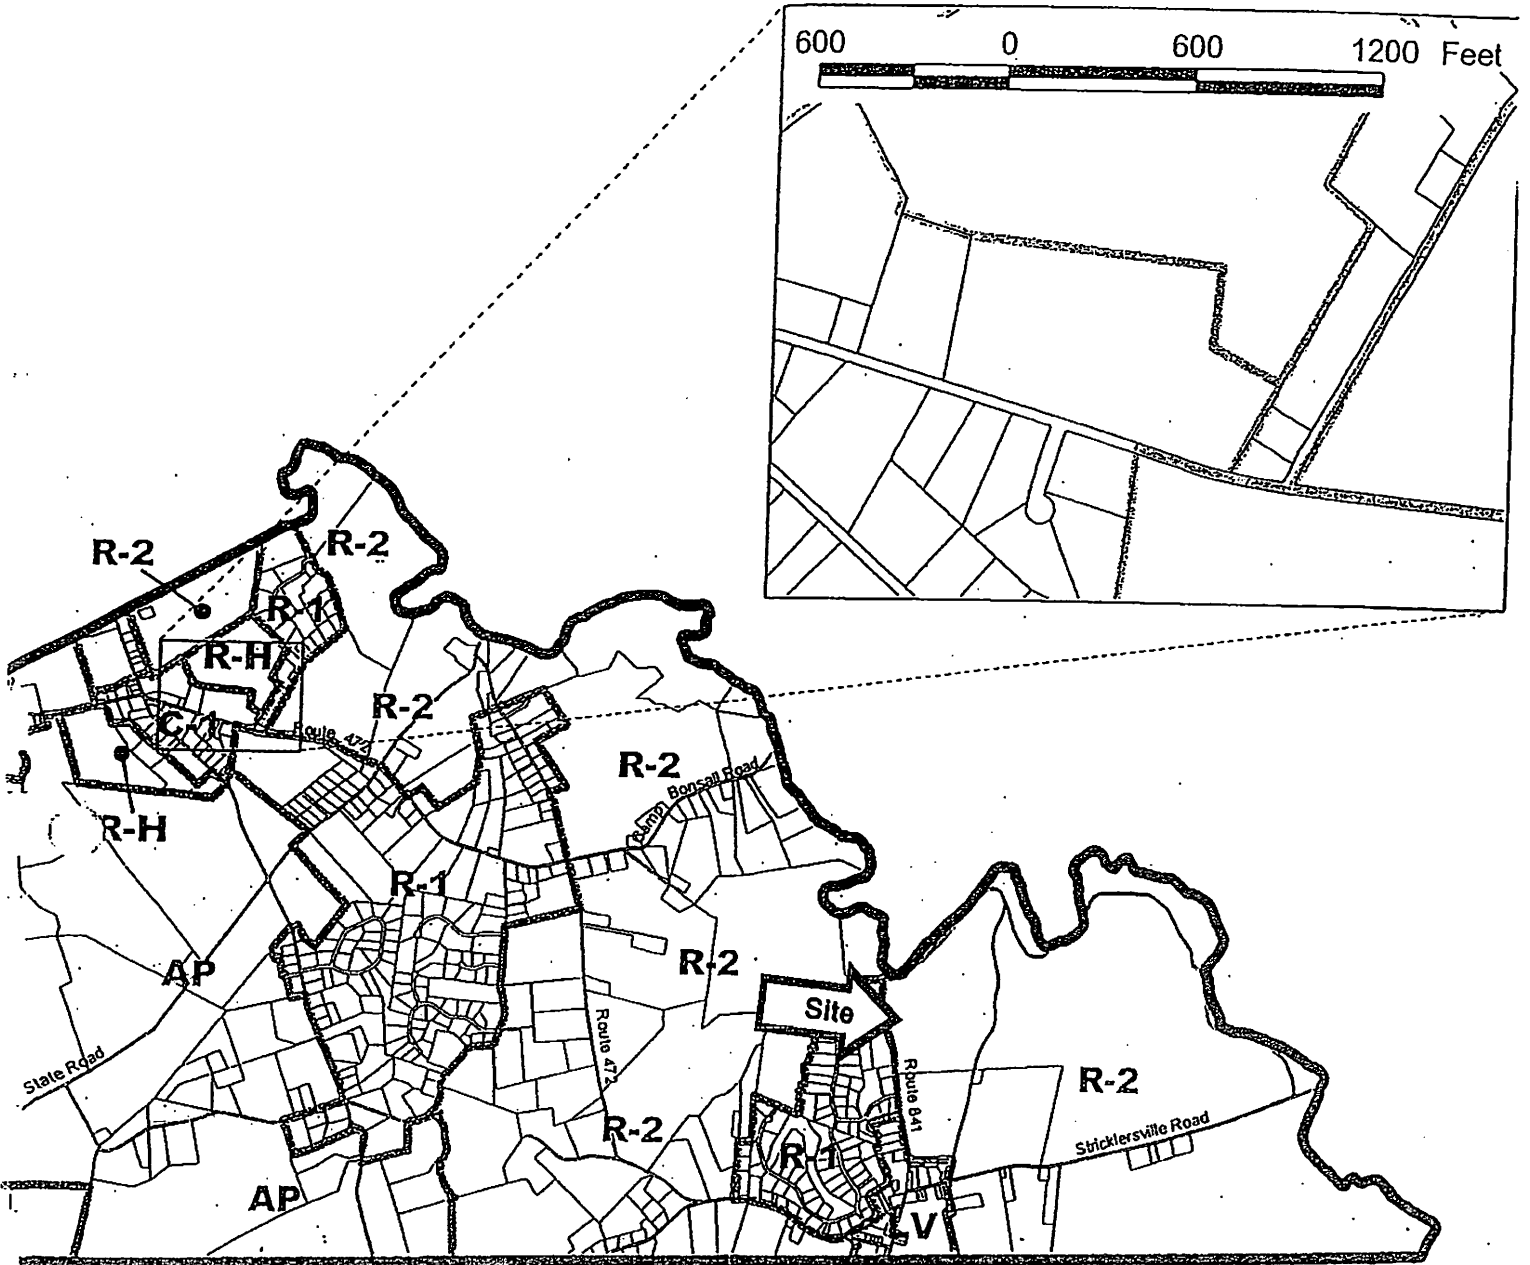 600 0 600 1200 Feet
R-2
R-2
R-1
R-H
R-2
C-1
Route 472
R-2
Bonsall Road
R-H
R-1
AP
R-2
Site
State Road
Route 472
Route 841
R-2
R-2
Stricklersville Road
R-1
AP
V